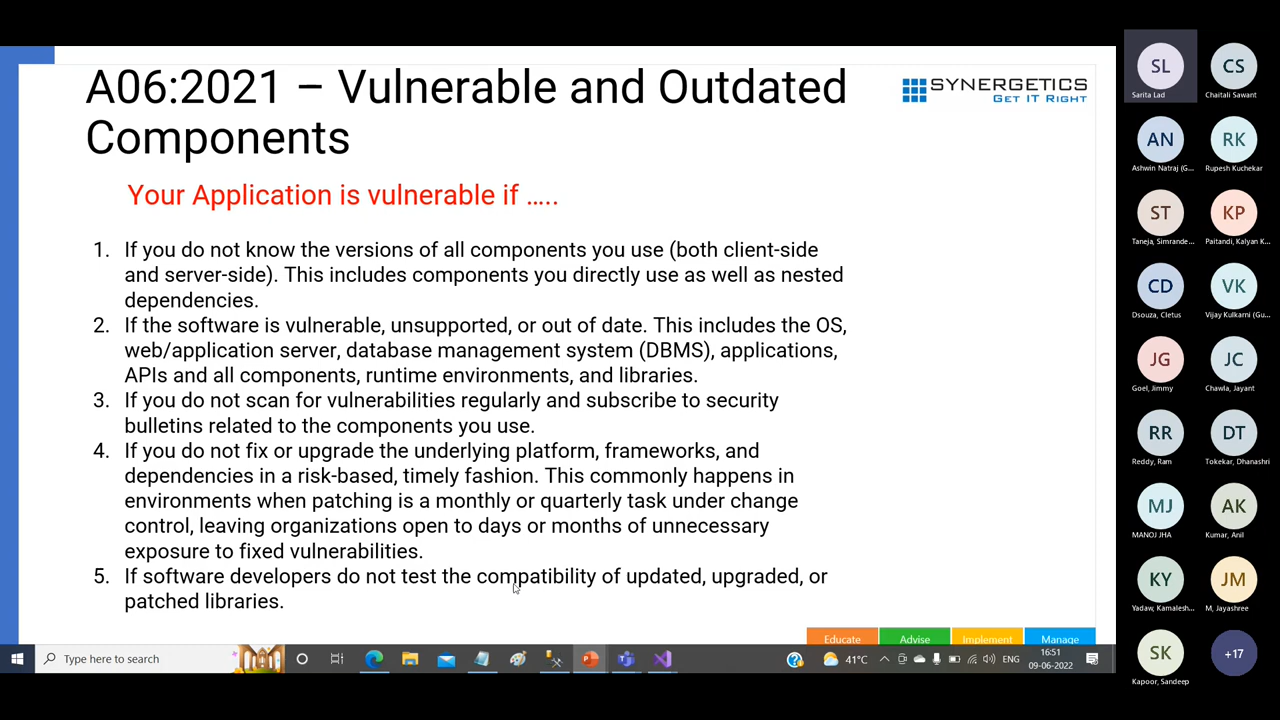 A06:2021 – Vulnerable and Outdated
Components
SYNERGETICS
GET IT RIGHT
Your Application is vulnerable if …..
1. If you do not know the versions of all components you use (both client-side
and server-side). This includes components you directly use as well as nested
dependencies.
2. If the software is vulnerable, unsupported, or out of date. This includes the OS,
web/application server, database management system (DBMS), applications,
APIs and all components, runtime environments, and libraries.
3. If you do not scan for vulnerabilities regularly and subscribe to security
bulletins related to the components you use.
4. If you do not fix or upgrade the underlying platform, frameworks, and
dependencies in a risk-based, timely fashion. This commonly happens in
environments when patching is a monthly or quarterly task under change
control, leaving organizations open to days or months of unnecessary
exposure to fixed vulnerabilities.
5. If software developers do not test the compatibility of updated, upgraded, or
patched libraries.
Educate Advise Implement Manage
Type here to search
41°C ENG
16:51
09-06-2022
SL CS
Sarita Lad Chaitali Sawant
AN RK
Ashwin Natraj (G... Rupesh Kuchekar
ST KP
Taneja, Simrande... Paitandi, Kalyan K...
CD VK
Dsouza, Cletus Vijay Kulkarni (Gu...
JG JC
Goel, Jimmy Chawla, Jayant
RR DT
Reddy, Ram Tokekar, Dhanashri
MJ AK
MANOJ JHA Kumar, Anil
KY JM
Yadaw, Kamalesh... M, Jayashree
SK +17
Kapoor, Sandeep